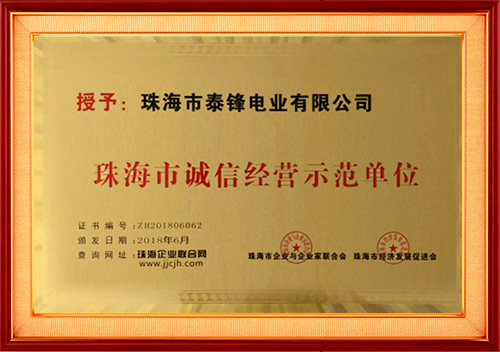 授予：珠海市泰锋电业有限公司
珠海市诚信经营示范单位
证书编号：ZH201806062
颁发日期：2018年6月
查询网址：珠海企业联合网
www.jjcjh.com
珠海市企业与企业家联合会 珠海市经济发展促进会